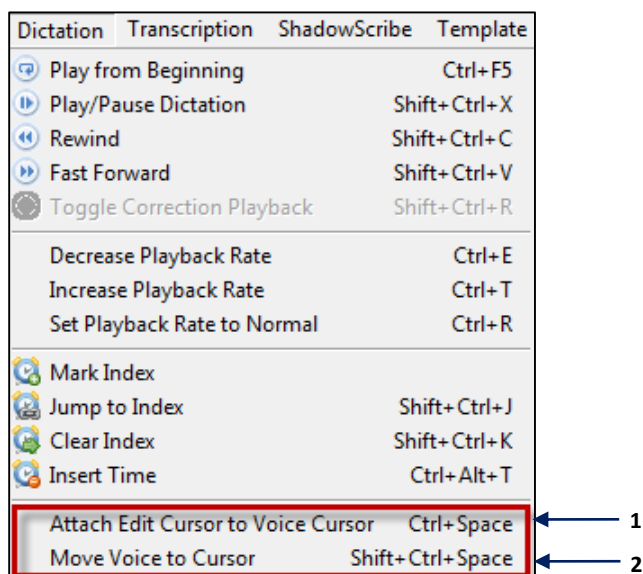 Dictation Transcription ShadowScribe Template
Play from Beginning Ctrl+F5
Play/Pause Dictation Shift+Ctrl+X
Rewind Shift+Ctrl+C
Fast Forward Shift+Ctrl+V
Toggle Correction Playback Shift+Ctrl+R
Decrease Playback Rate Ctrl+E
Increase Playback Rate Ctrl+T
Set Playback Rate to Normal Ctrl+R
Mark Index
Jump to Index Shift+Ctrl+J
Clear Index Shift+Ctrl+K
Insert Time Ctrl+Alt+T
Attach Edit Cursor to Voice Cursor Ctrl+Space 1
Move Voice to Cursor Shift+Ctrl+Space 2